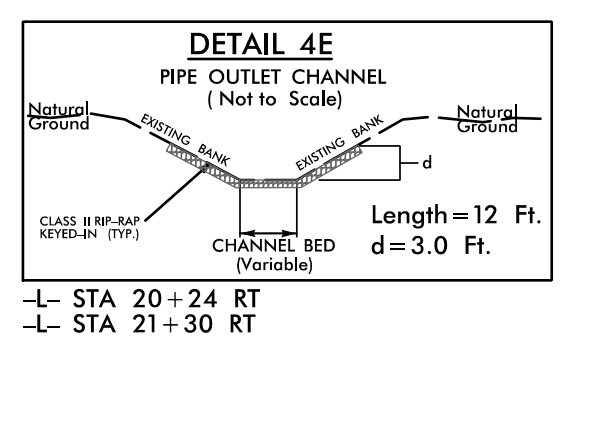 DETAIL 4E
PIPE OUTLET CHANNEL
( Not to Scale)
Natural
Ground
EXISTING BANK
EXISTING BANK
Natural
Ground
d
CLASS II RIP-RAP
KEYED-IN (TYP.)
CHANNEL BED
(Variable)
Length = 12 Ft.
d = 3.0 Ft.
-L- STA 20+24 RT
-L- STA 21+30 RT